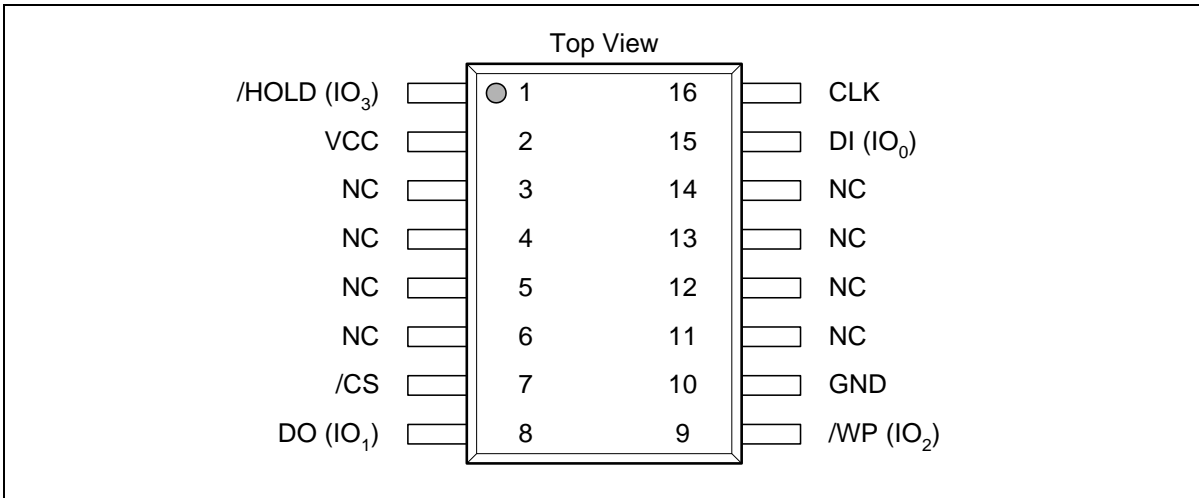 Top View
/HOLD (IO3) 1 16 CLK
VCC 2 15 DI (IO0)
NC 3 14 NC
NC 4 13 NC
NC 5 12 NC
NC 6 11 NC
/CS 7 10 GND
DO (IO1) 8 9 /WP (IO2)